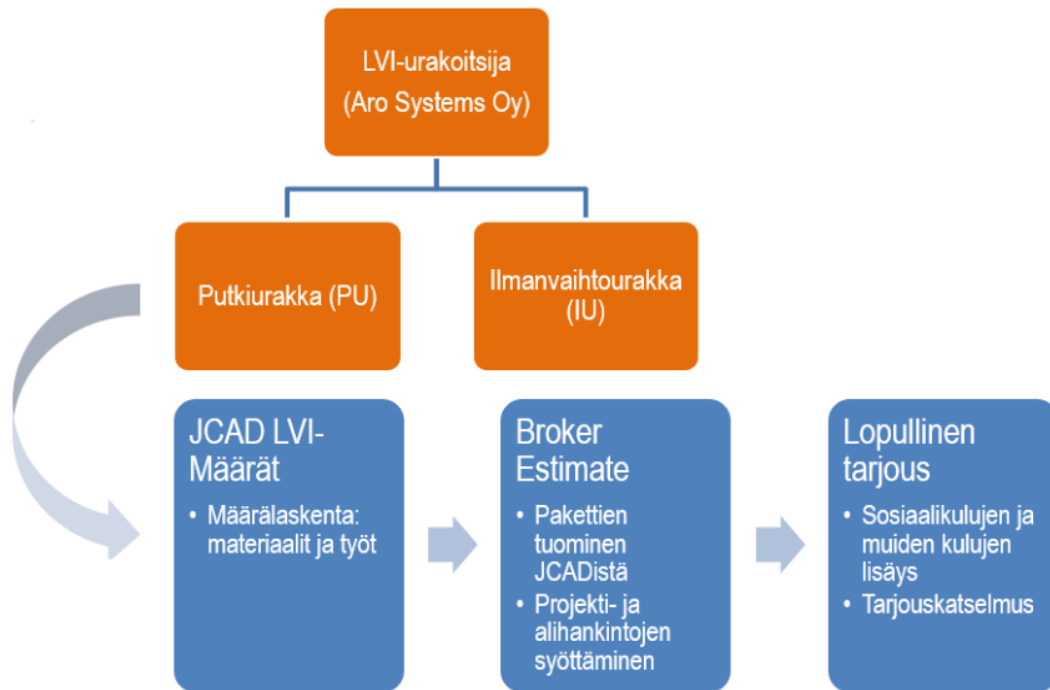 LVI-urakoitsija
(Aro Systems Oy)
Putkiurakka (PU)
Ilmanvaihtourakka
(IU)
JCAD LVI-
Määrät
• Määrälaskenta:
materiaalit ja työt
Broker
Estimate
• Pakettien
tuominen
JCADistä
• Projekti- ja
alihankintojen
syöttäminen
Lopullinen
tarjous
• Sosiaalikulujen ja
muiden kulujen
lisäys
• Tarjouskatselmus